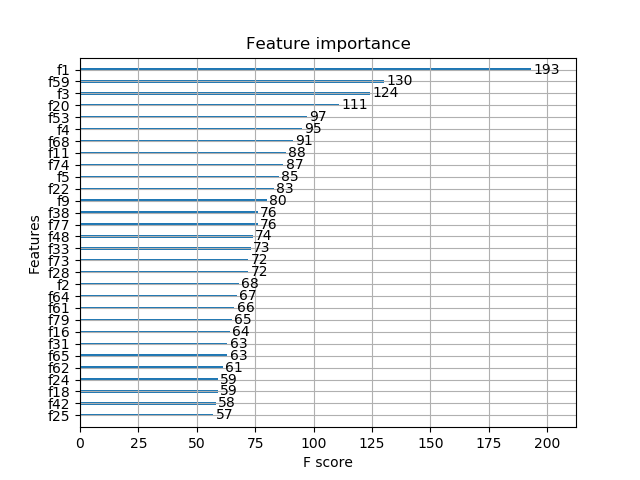 Feature importance
Features
f1 193
f59 130
f3 124
f20 111
f53 97
f4 95
f68 91
f11 88
f74 87
f5 85
f22 83
f9 80
f38 76
f77 76
f48 74
f33 73
f73 72
f28 72
f2 68
f64 67
f61 66
f79 65
f16 64
f31 63
f65 63
f62 61
f24 59
f18 59
f42 58
f25 57
0 25 50 75 100 125 150 175 200
F score